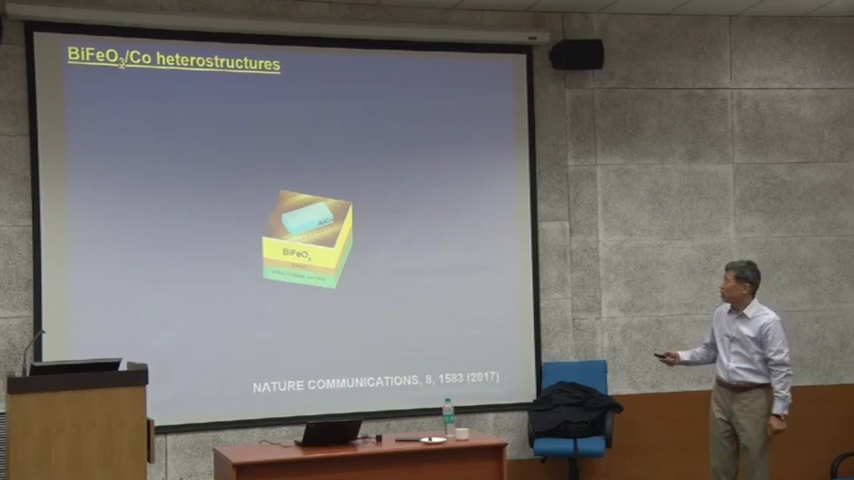 BiFeO3/Co heterostructures
BiFeO3
NATURE COMMUNICATIONS, 8, 1583 (2017)